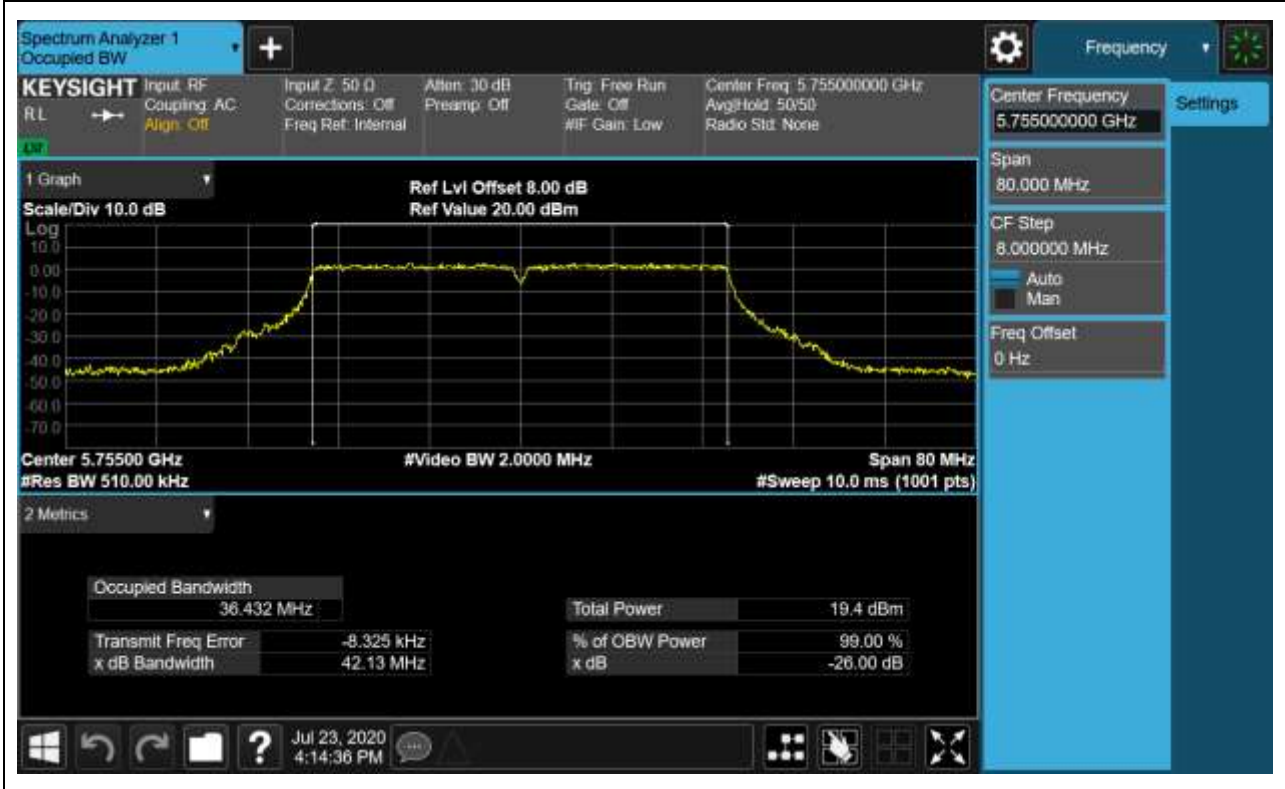 Spectrum Analyzer 1
Occupied BW
+
Frequency
KEYSIGHT
RL
Input: RF
Coupling: AC
Align: Off
Input Z: 50 Ω
Corrections: Off
Freq Ref: Internal
Atten: 30 dB
Preamp: Off
Trig: Free Run
Gate: Off
#IF Gain: Low
Center Freq: 5.755000000 GHz
Avg|Hold: 50/50
Radio Std: None
Center Frequency
5.755000000 GHz
Settings
Span
80.000 MHz
CF Step
8.000000 MHz
Auto
Man
Freq Offset
0 Hz
1 Graph
Scale/Div 10.0 dB
Ref Lvl Offset 8.00 dB
Ref Value 20.00 dBm
Log
10.0
0.00
-10.0
-20.0
-30.0
-40.0
-50.0
-60.0
-70.0
Center 5.75500 GHz
#Video BW 2.0000 MHz
Span 80 MHz
#Res BW 510.00 kHz
#Sweep 10.0 ms (1001 pts)
2 Metrics
Occupied Bandwidth
36.432 MHz
Total Power 19.4 dBm
Transmit Freq Error -8.325 kHz
% of OBW Power 99.00 %
x dB Bandwidth 42.13 MHz
x dB -26.00 dB
?
Jul 23, 2020
4:14:36 PM